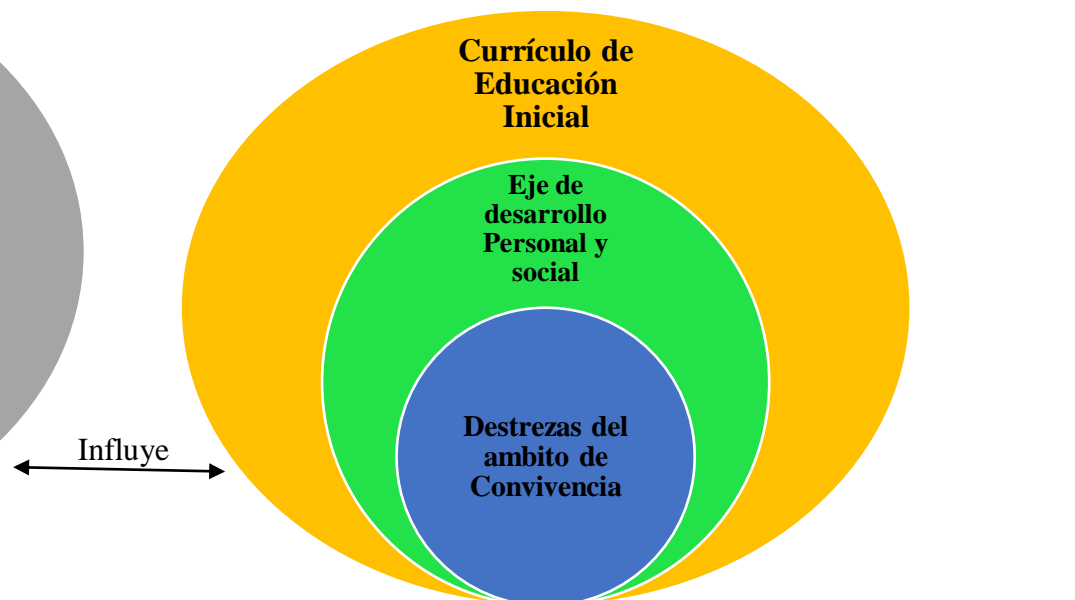 Currículo de
Educación
Inicial
Eje de
desarrollo
Personal y
social
Destrezas del
ambito de
Convivencia
Influye